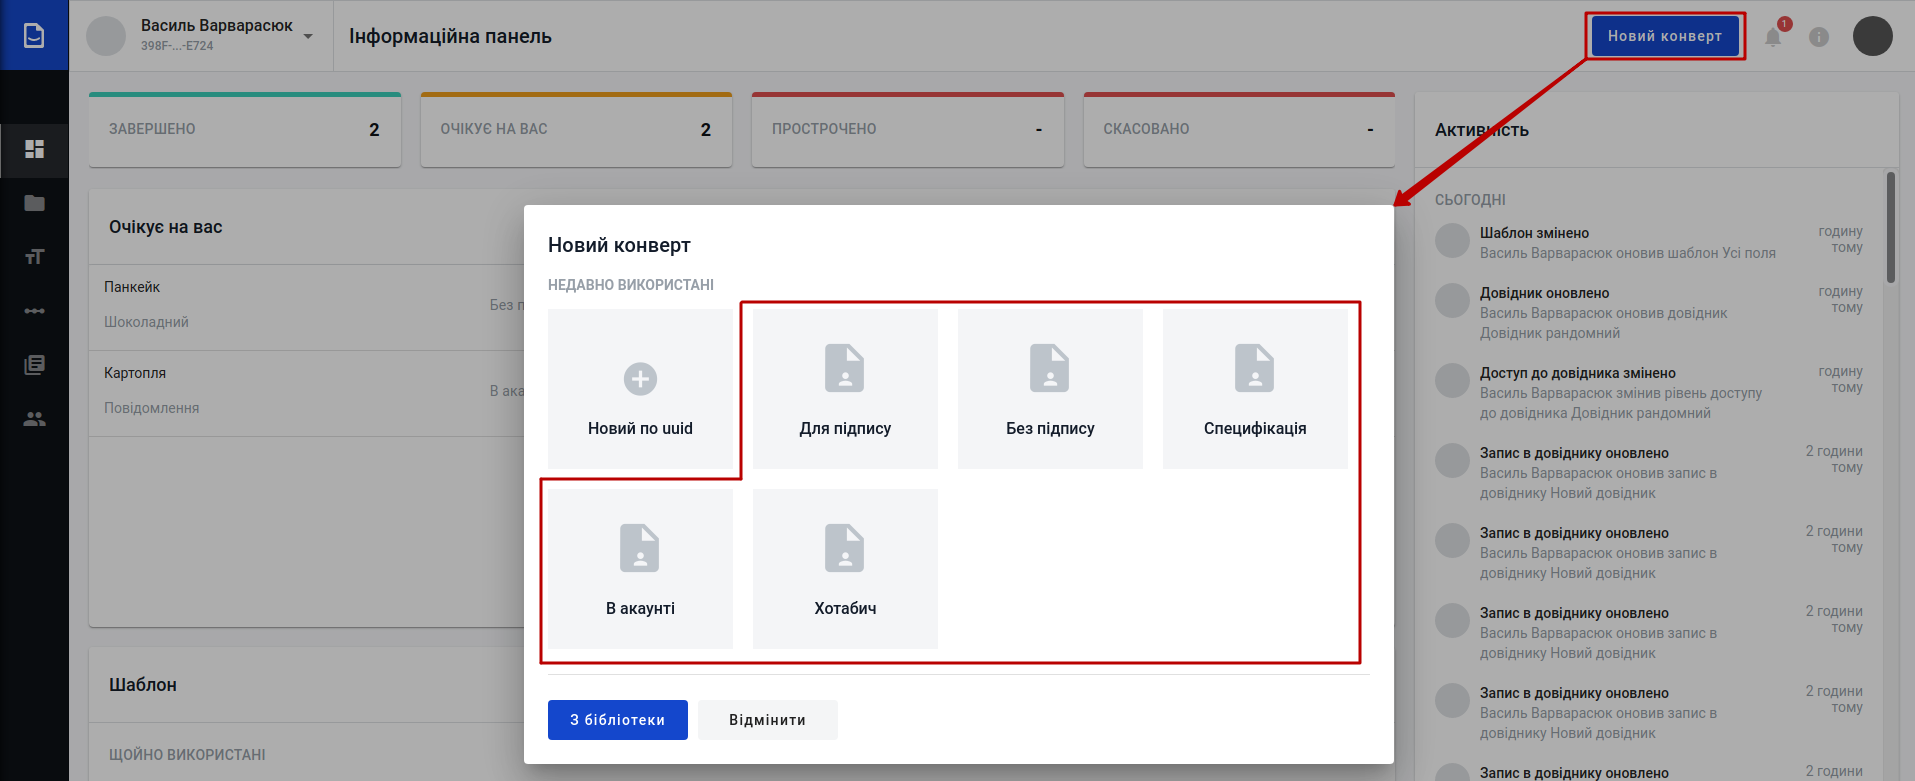 Василь Варварасюк
398F-...-E724
Інформаційна панель
Новий конверт
1
ЗАВЕРШЕНО 2
ОЧІКУЄ НА ВАС 2
ПРОСТРОЧЕНО -
СКАСОВАНО -
Очікує на вас
Панкейк
Шоколадний
Без п
Картопля
Повідомлення
В ака
Шаблон
ЩОЙНО ВИКОРИСТАНІ
Новий конверт
НЕДАВНО ВИКОРИСТАНІ
Новий по uuid
Для підпису
Без підпису
Специфікація
В акаунті
Хотабич
З бібліотеки
Відмінити
Активність
СЬОГОДНІ
Шаблон змінено
Василь Варварасюк оновив шаблон Усі поля
годину
тому
Довідник оновлено
Василь Варварасюк оновив довідник
Довідник рандомний
годину
тому
Доступ до довідника змінено
Василь Варварасюк змінив рівень доступу
до довідника Довідник рандомний
годину
тому
Запис в довіднику оновлено
Василь Варварасюк оновив запис в
довіднику Новий довідник
2 години
тому
Запис в довіднику оновлено
Василь Варварасюк оновив запис в
довіднику Новий довідник
2 години
тому
Запис в довіднику оновлено
Василь Варварасюк оновив запис в
довіднику Новий довідник
2 години
тому
Запис в довіднику оновлено
Василь Варварасюк оновив запис в
довіднику Новий довідник
2 години
тому
Запис в довіднику оновлено
2 години